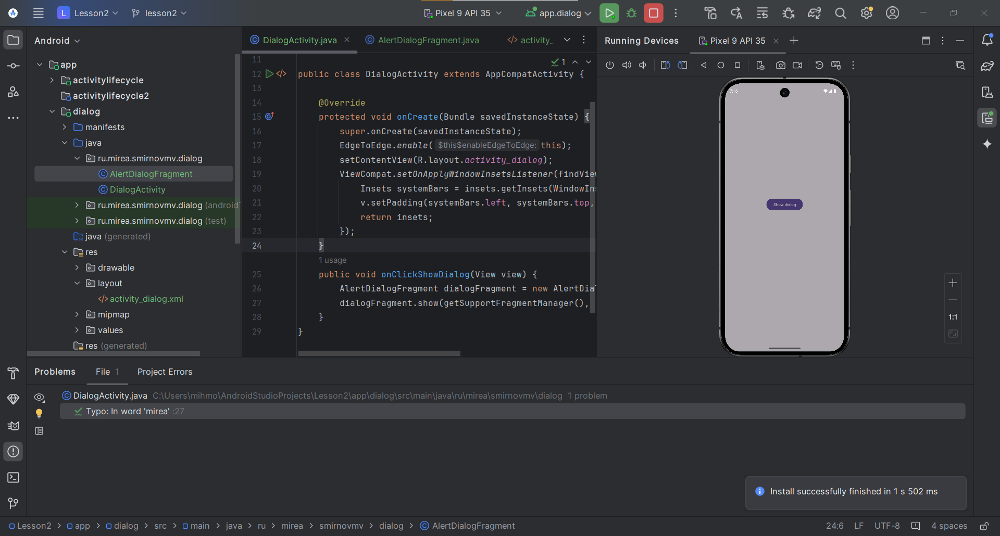 L Lesson2 lesson2 Pixel 9 API 35 app.dialog
Android
app
activitylifecycle
activitylifecycle2
dialog
manifests
java
ru.mirea.smirnovmv.dialog
AlertDialogFragment
DialogActivity
ru.mirea.smirnovmv.dialog (android
ru.mirea.smirnovmv.dialog (test)
java (generated)
res
drawable
layout
activity_dialog.xml
mipmap
values
res (generated)
DialogActivity.java AlertDialogFragment.java activity_
1
11
12 public class DialogActivity extends AppCompatActivity {
13
14 @Override
15 protected void onCreate(Bundle savedInstanceState) {
16 super.onCreate(savedInstanceState);
17 EdgeToEdge.enable( $this$enableEdgeToEdge: this);
18 setContentView(R.layout.activity_dialog);
19 ViewCompat.setOnApplyWindowInsetsListener(findView
20 Insets systemBars = insets.getInsets(WindowIns
21 v.setPadding(systemBars.left, systemBars.top,
22 return insets;
23 });
24 }
1 usage
25 public void onClickShowDialog(View view) {
26 AlertDialogFragment dialogFragment = new AlertDia
27 dialogFragment.show(getSupportFragmentManager(),
28 }
29 }
Running Devices Pixel 9 API 35
7:16
Show dialog
1:1
Problems File 1 Project Errors
DialogActivity.java C:\Users\mihmo\AndroidStudioProjects\Lesson2\app\dialog\src\main\java\ru\mirea\smirnovmv\dialog 1 problem
Typo: In word 'mirea' :27
Install successfully finished in 1 s 502 ms
Lesson2 > app > dialog > src > main > java > ru > mirea > smirnovmv > dialog > AlertDialogFragment 24:6 LF UTF-8 4 spaces